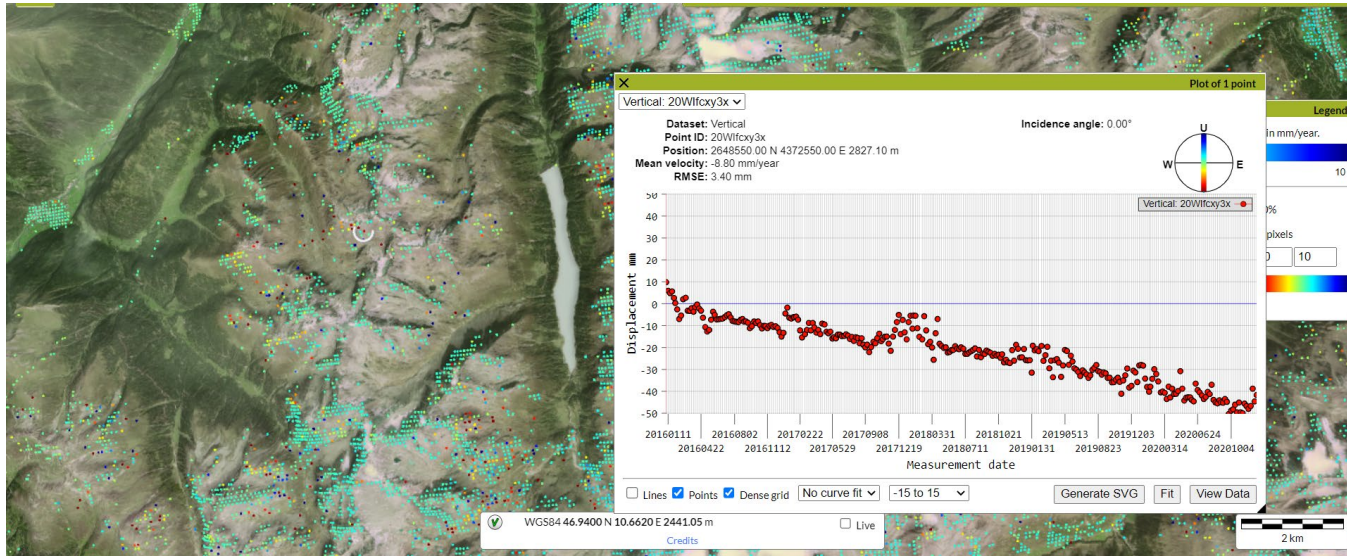 Plot of 1 point
Vertical: 20WIfcxy3x
Dataset: Vertical
Point ID: 20WIfcxy3x
Position: 2648550.00 N 4372550.00 E 2827.10 m
Mean velocity: -8.80 mm/year
RMSE: 3.40 mm
Incidence angle: 0.00°
U
W
E
Legend
in mm/year.
10
0%
pixels
10
Vertical: 20WIfcxy3x
Displacement mm
50
40
30
20
10
0
-10
-20
-30
-40
-50
20160111 20160802 20170222 20170908 20180331 20181021 20190513 20191203 20200624
20160422 20161112 20170529 20171219 20180711 20190131 20190823 20200314 20201004
Measurement date
Lines Points Dense grid No curve fit -15 to 15 Generate SVG Fit View Data
WGS84 46.9400 N 10.6620 E 2441.05 m Live
Credits
2 km